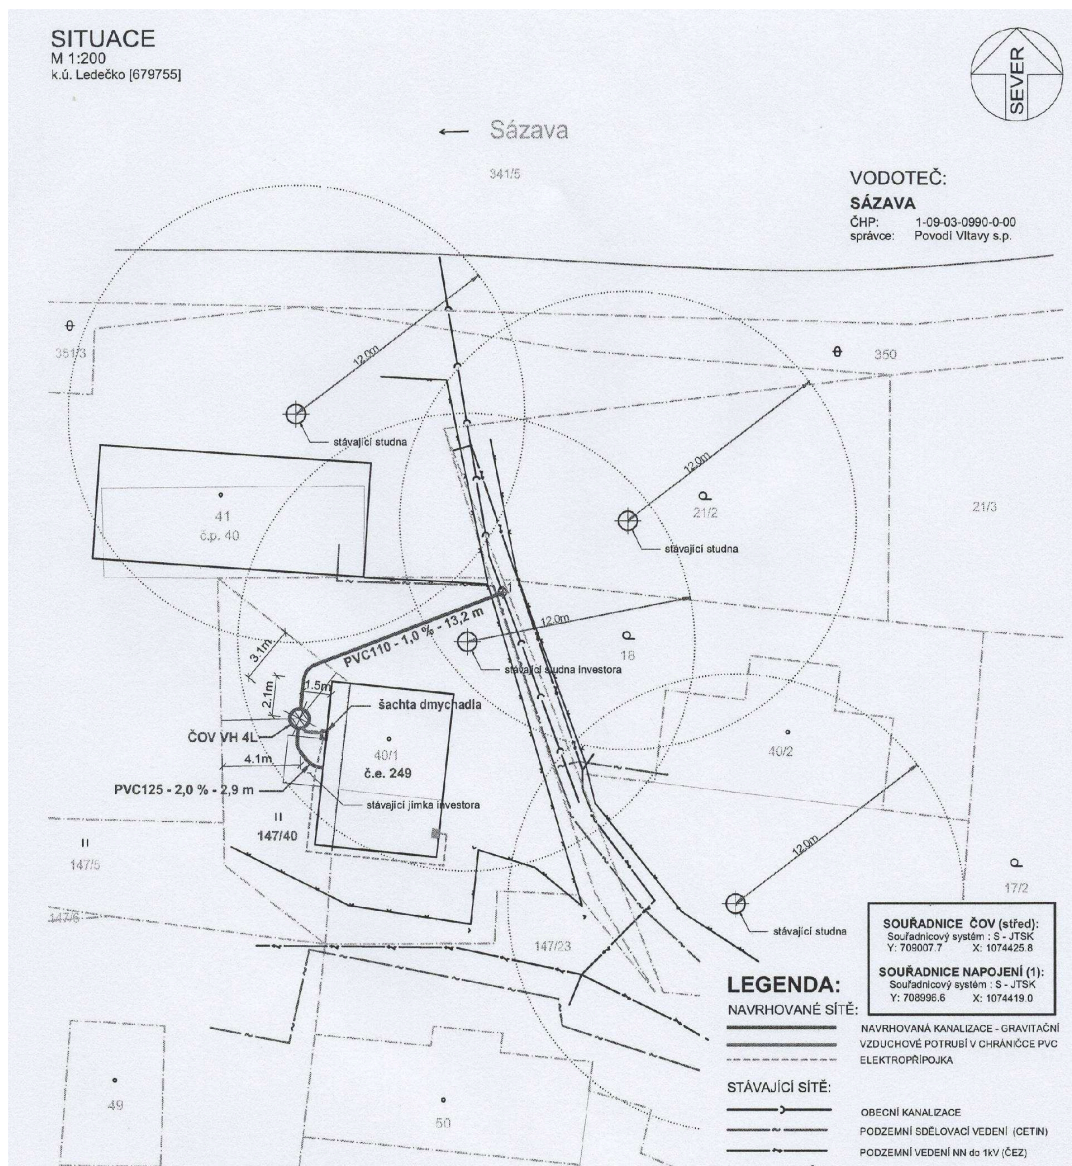 SITUACE
M 1:200
k.ú. Ledečko [679755]
SEVER
Sázava
341/5
VODOTEČ:
SÁZAVA
ČHP: 1-09-03-0990-0-00
správce: Povodí Vltavy s.p.
351/3
350
12.0m
stávající studna
12.0m
21/2
21/3
stávající studna
41
č.p. 40
1
PVC110 - 1,0 % - 13,2 m
12.0m
18
stávající studna investora
3.1m
2.1m
1.5m
šachta dmychadla
ČOV VH 4L
40/1
40/2
4.1m
č.e. 249
PVC125 - 2,0 % - 2,9 m
stávající jímka investora
147/40
12.0m
147/5
17/2
147/6
stávající studna
147/23
SOUŘADNICE ČOV (střed):
Souřadnicový systém : S - JTSK
Y: 709007.7 X: 1074425.8
SOUŘADNICE NAPOJENÍ (1):
Souřadnicový systém : S - JTSK
Y: 708996.6 X: 1074419.0
LEGENDA:
NAVRHOVANÉ SÍTĚ:
NAVRHOVANÁ KANALIZACE - GRAVITAČNÍ
VZDUCHOVÉ POTRUBÍ V CHRÁNIČCE PVC
ELEKTROPŘÍPOJKA
STÁVAJÍCÍ SÍTĚ:
OBECNÍ KANALIZACE
PODZEMNÍ SDĚLOVACÍ VEDENÍ (CETIN)
PODZEMNÍ VEDENÍ NN do 1kV (ČEZ)
49
50